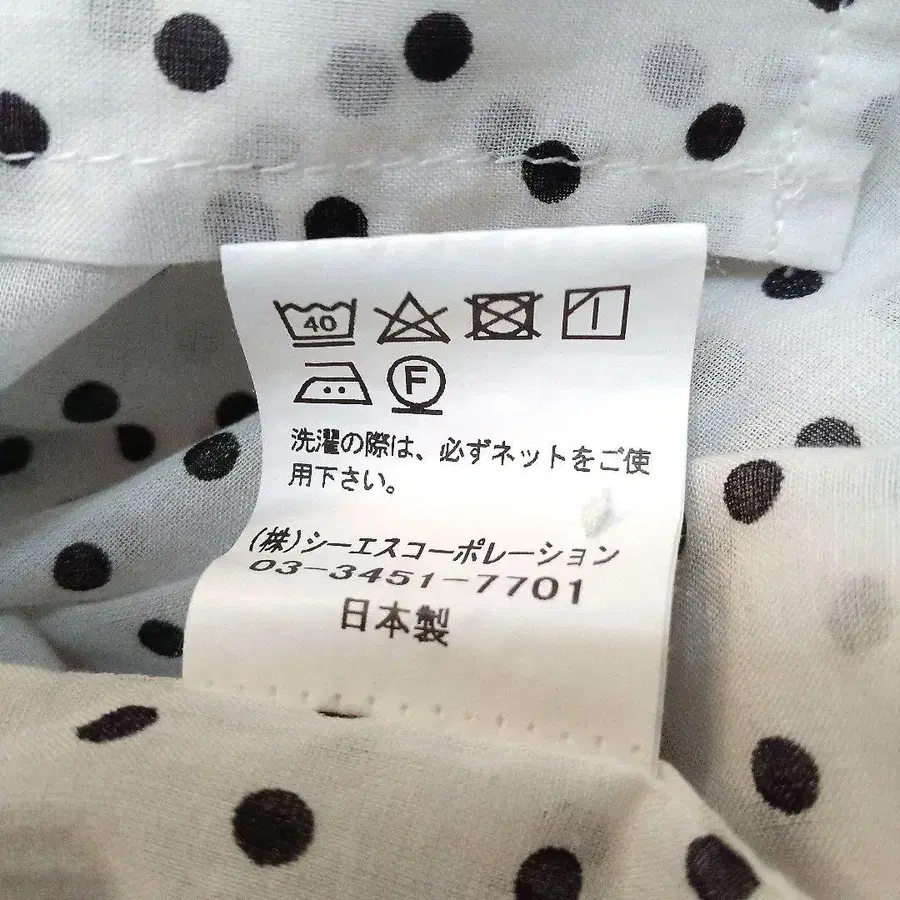 40
F
洗濯の際は、必ずネットをご使
用下さい。
(株)シーエスコーポレーション
03-3451-7701
日本製